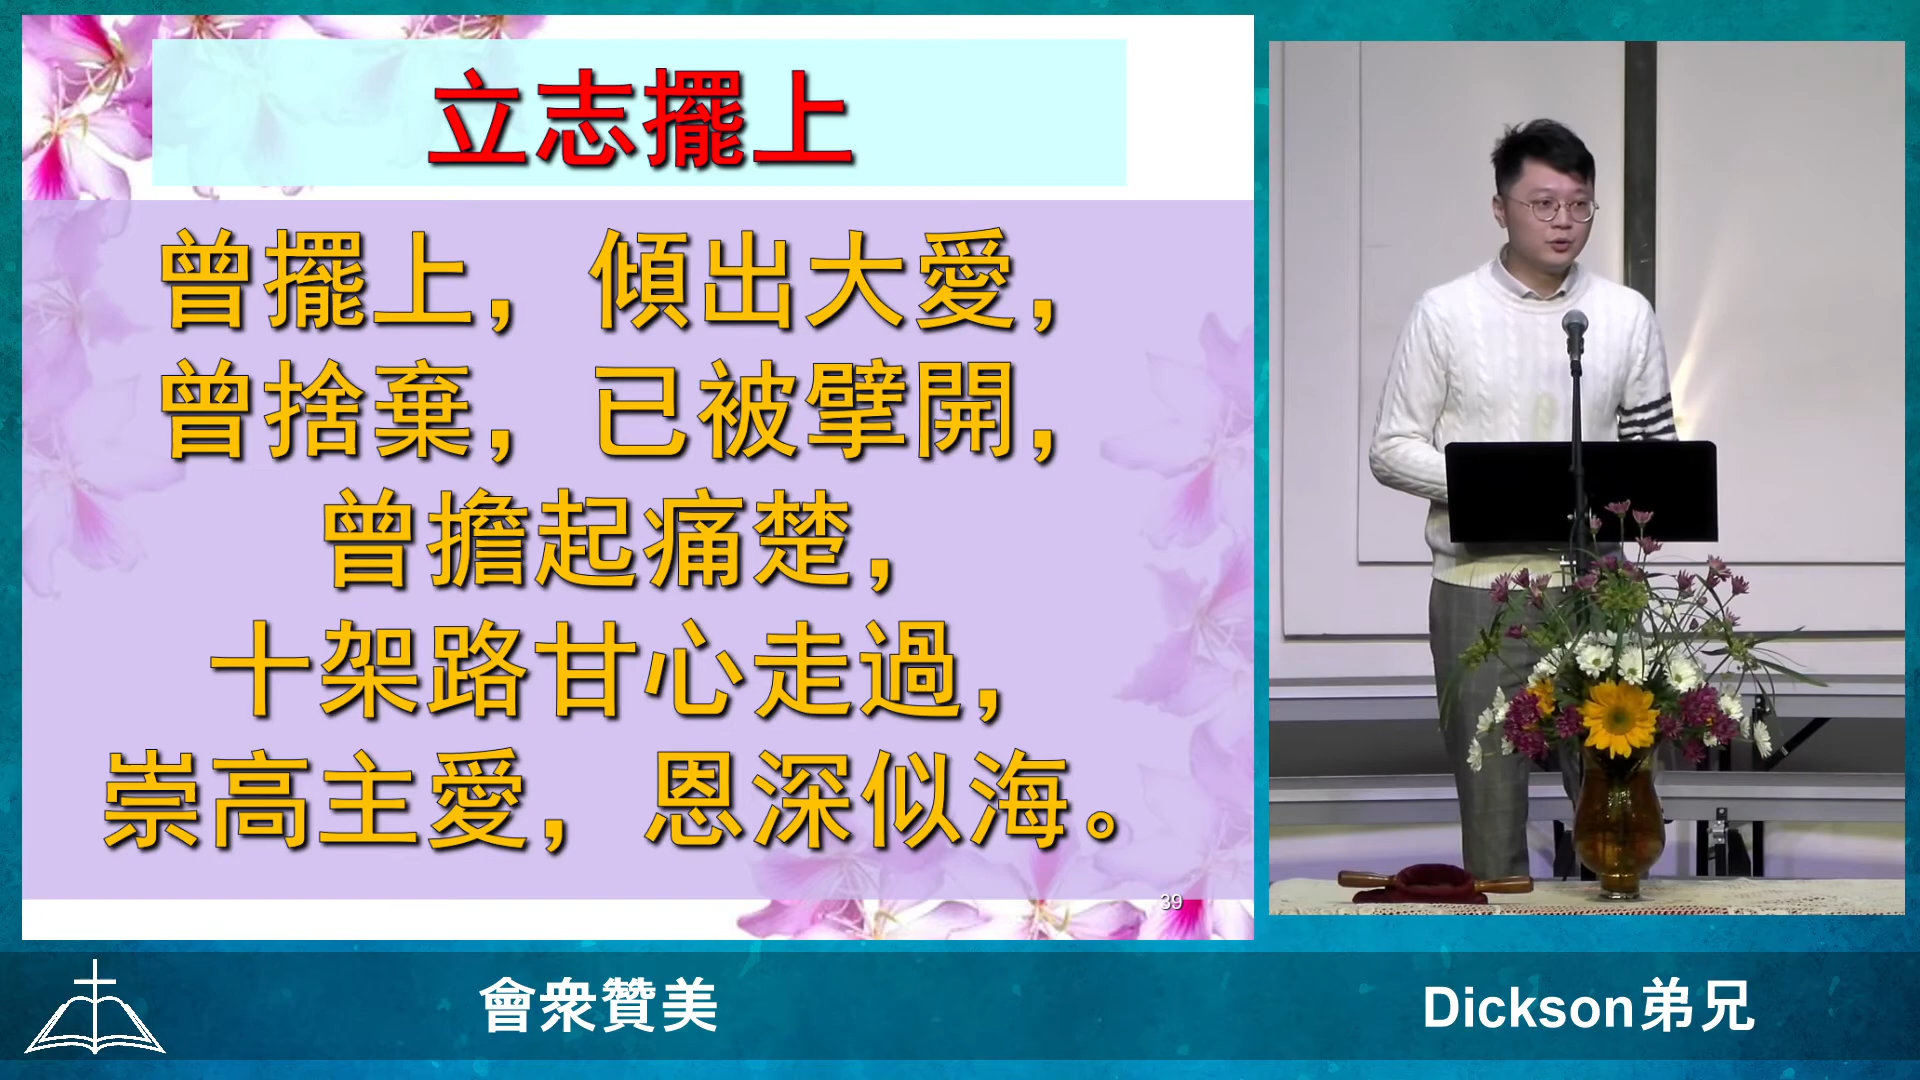 立志擺上
曾擺上，傾出大愛，
曾捨棄，已被擘開，
曾擔起痛楚，
十架路甘心走過，
崇高主愛，恩深似海。
39
會眾贊美
Dickson弟兄